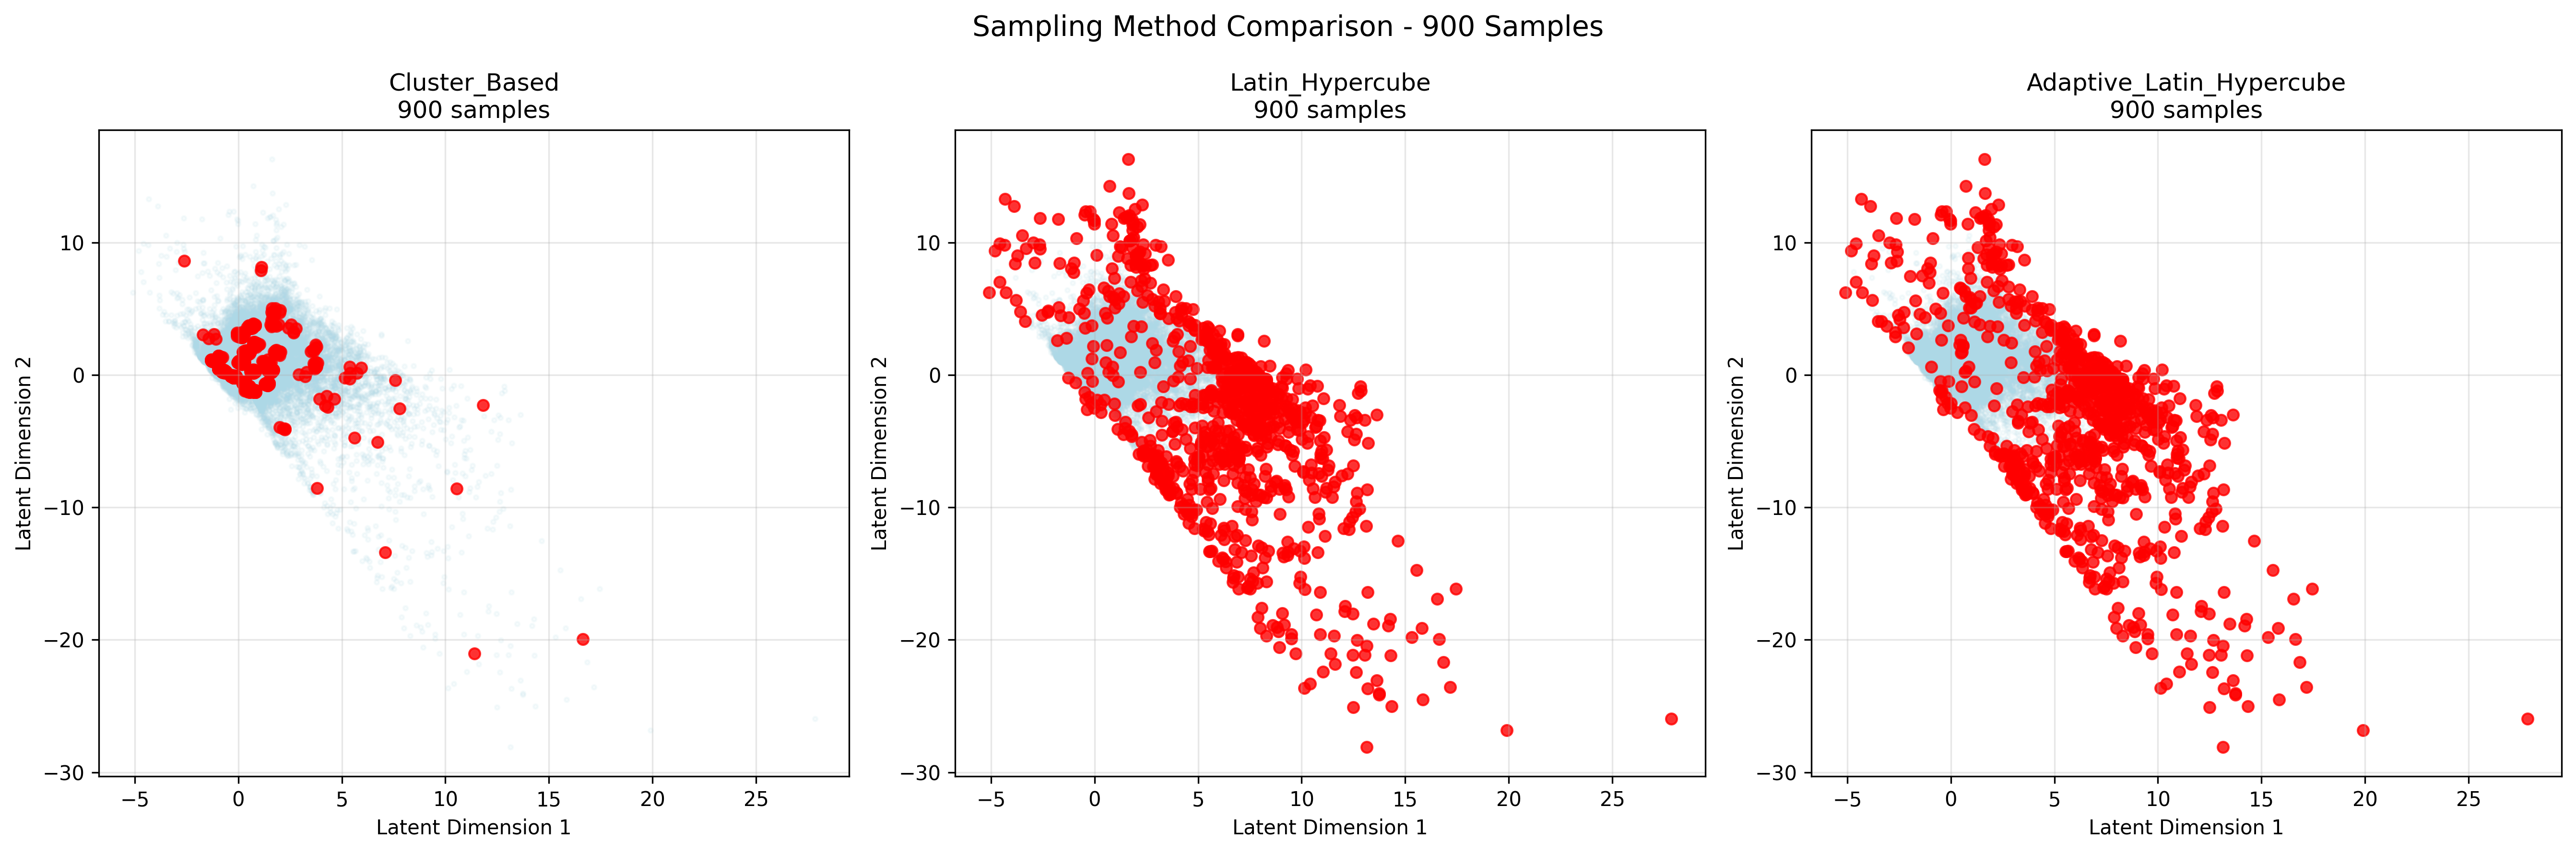 Sampling Method Comparison - 900 Samples
Cluster_Based
900 samples
Latent Dimension 2
10
0
−10
−20
−30
−5 0 5 10 15 20 25
Latent Dimension 1
Latin_Hypercube
900 samples
Latent Dimension 2
10
0
−10
−20
−30
−5 0 5 10 15 20 25
Latent Dimension 1
Adaptive_Latin_Hypercube
900 samples
Latent Dimension 2
10
0
−10
−20
−30
−5 0 5 10 15 20 25
Latent Dimension 1